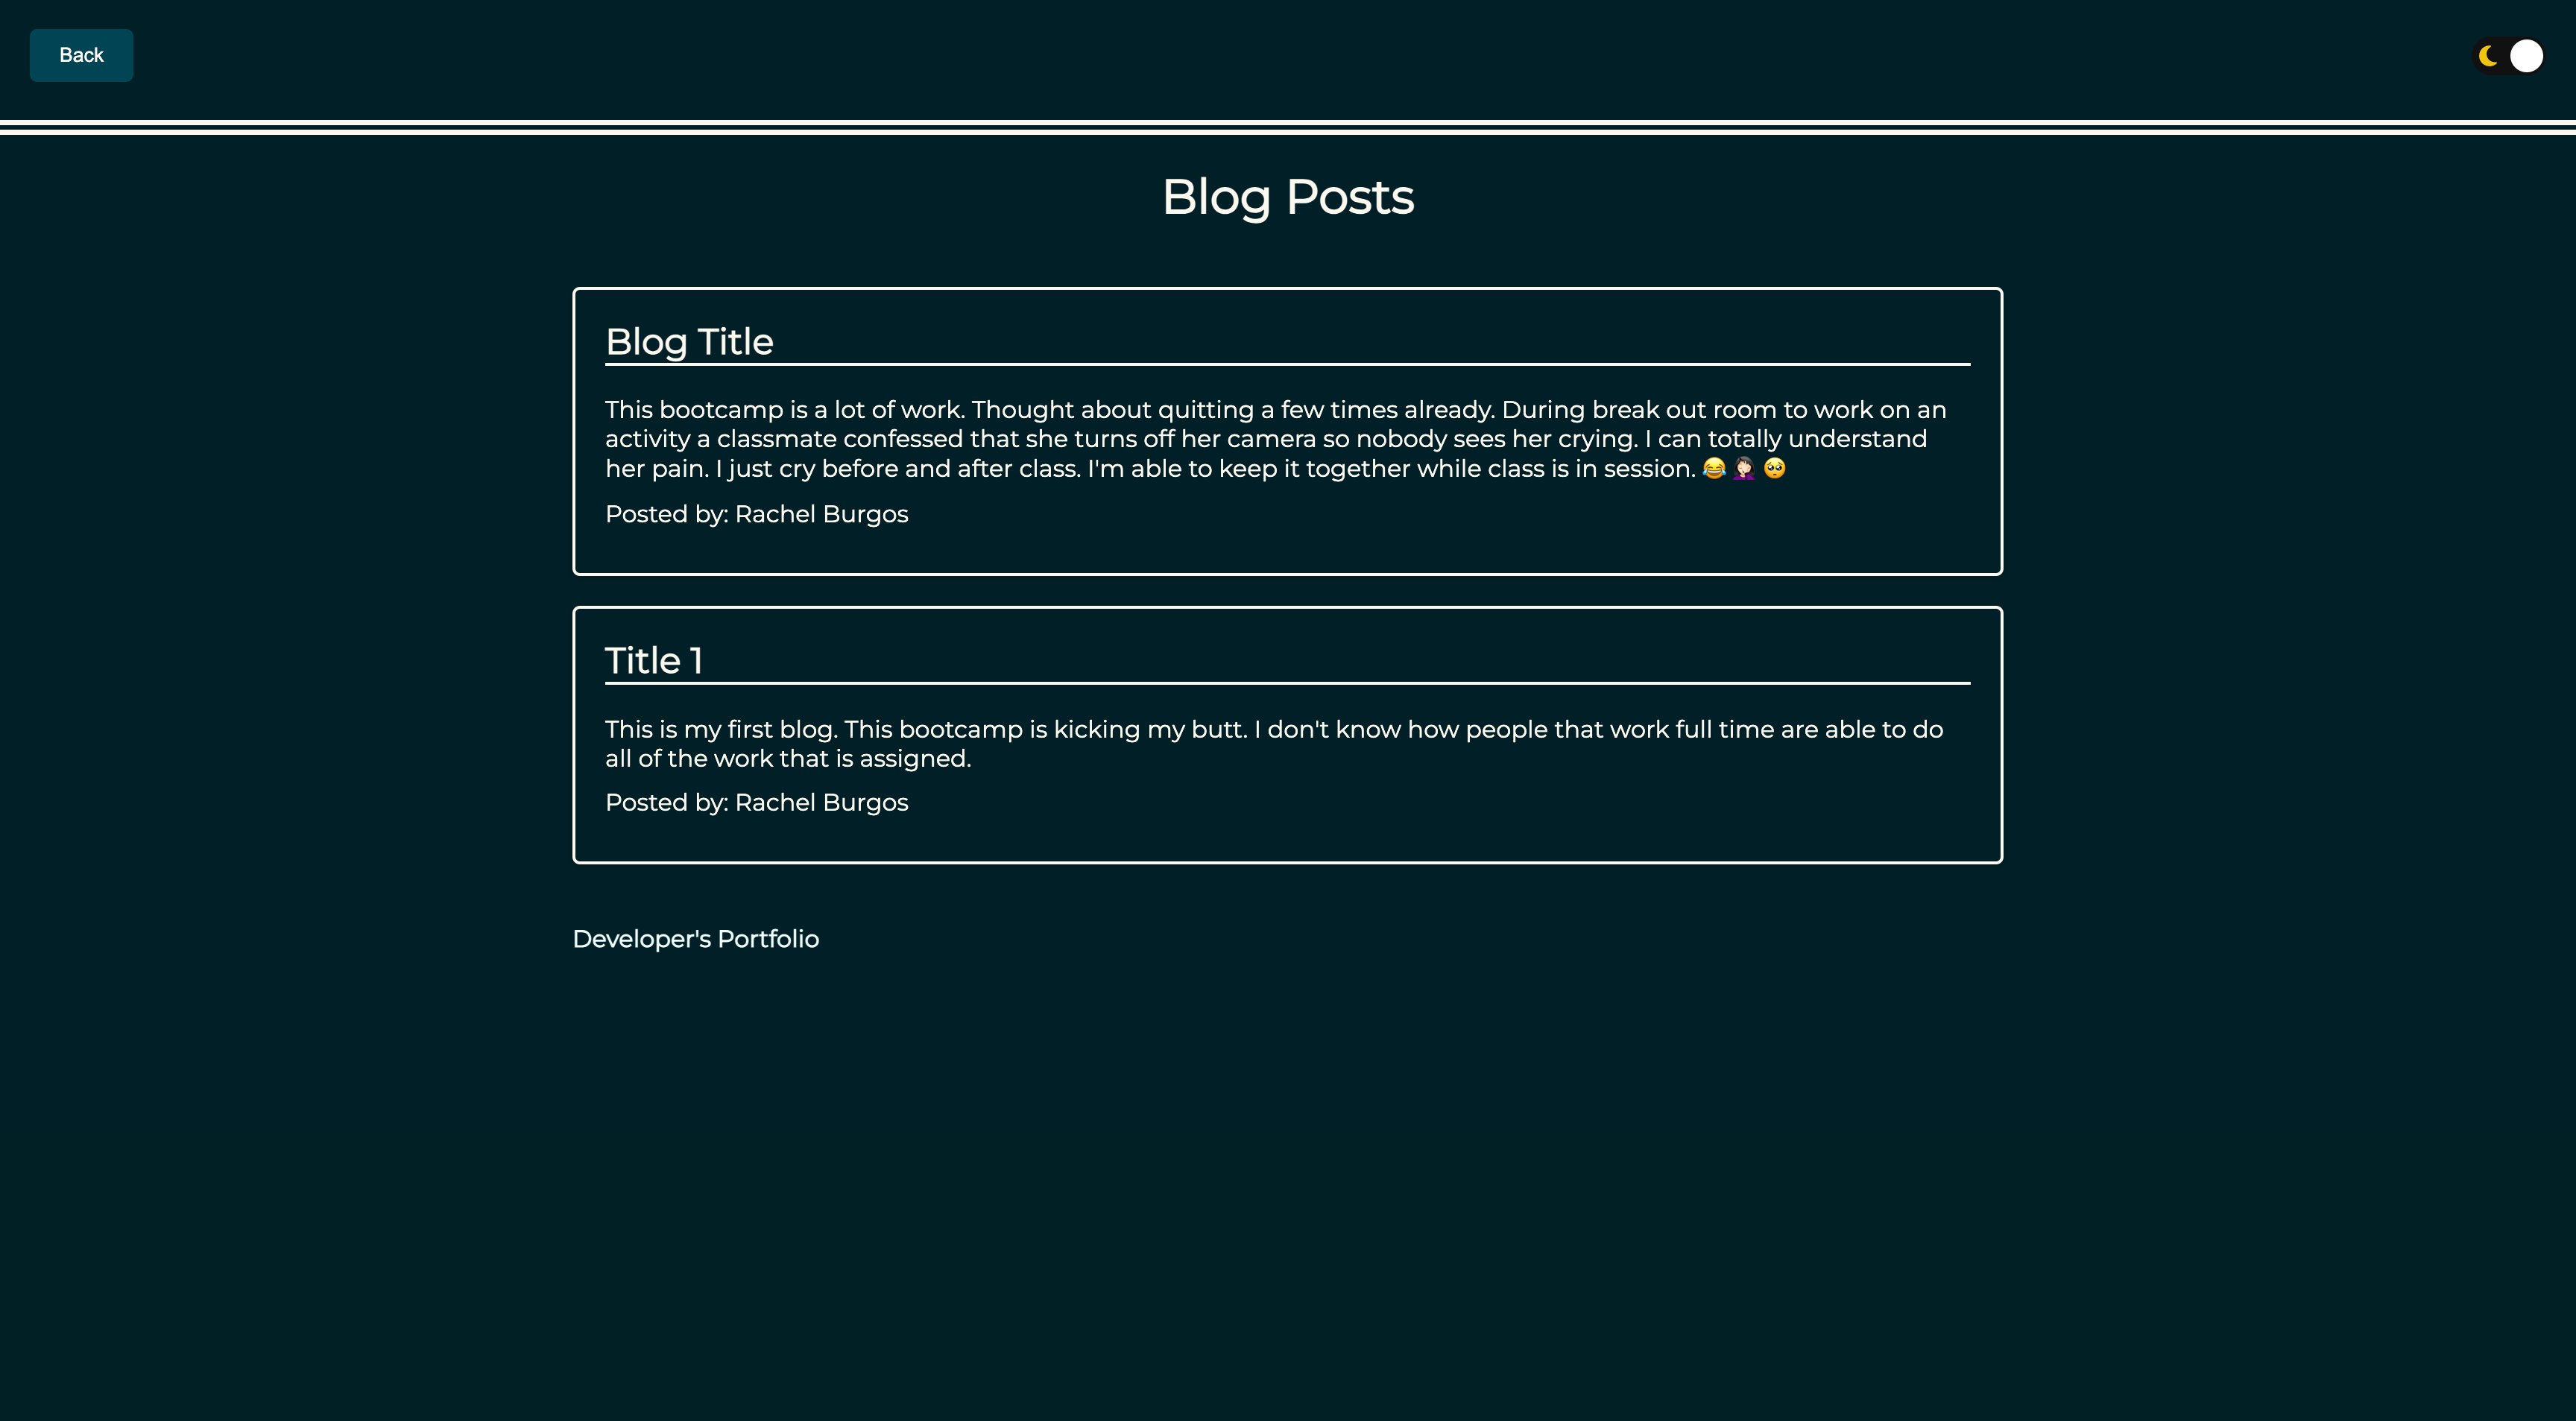 Back
Blog Posts
Blog Title
This bootcamp is a lot of work. Thought about quitting a few times already. During break out room to work on an
activity a classmate confessed that she turns off her camera so nobody sees her crying. I can totally understand
her pain. I just cry before and after class. I'm able to keep it together while class is in session. 😂 🤦🏻‍♀️ 🥺
Posted by: Rachel Burgos
Title 1
This is my first blog. This bootcamp is kicking my butt. I don't know how people that work full time are able to do
all of the work that is assigned.
Posted by: Rachel Burgos
Developer's Portfolio